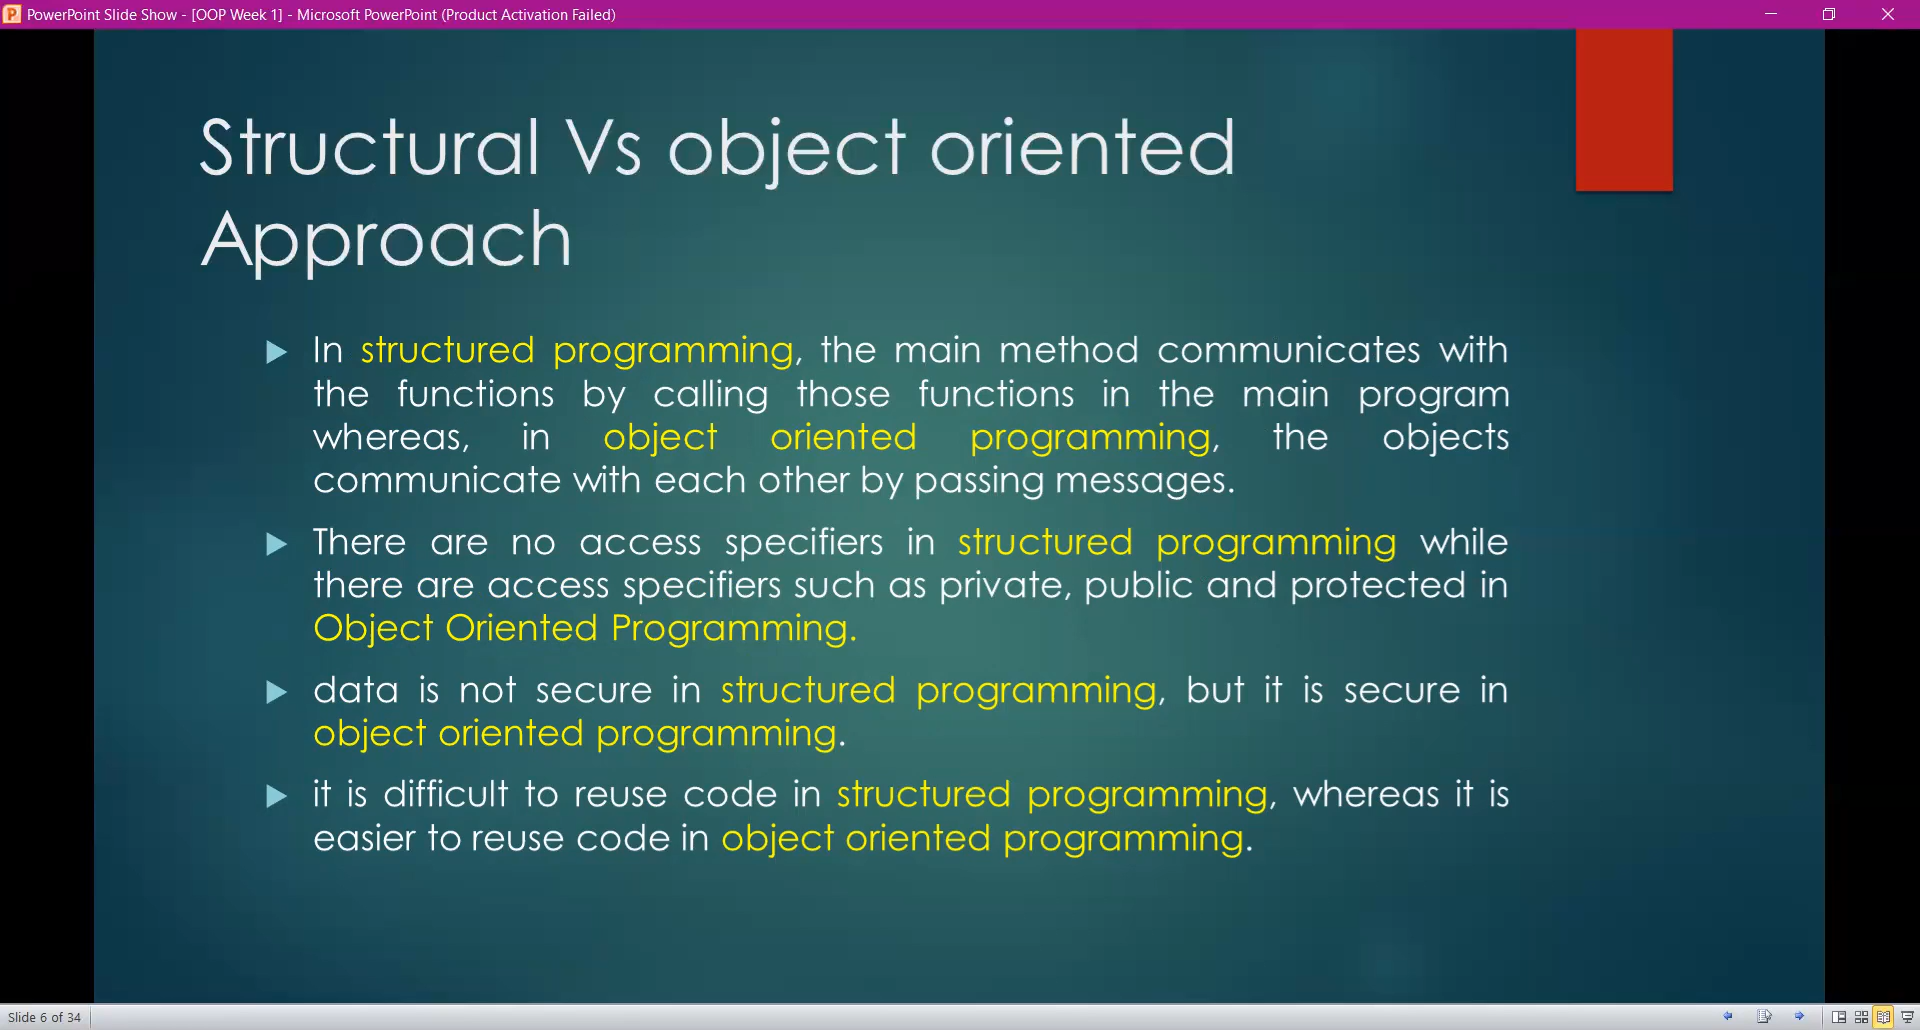 PowerPoint Slide Show - [OOP Week 1] - Microsoft PowerPoint (Product Activation Failed)
Structural Vs object oriented
Approach
In structured programming, the main method communicates with
the functions by calling those functions in the main program
whereas, in object oriented programming, the objects
communicate with each other by passing messages.
There are no access specifiers in structured programming while
there are access specifiers such as private, public and protected in
Object Oriented Programming.
data is not secure in structured programming, but it is secure in
object oriented programming.
it is difficult to reuse code in structured programming, whereas it is
easier to reuse code in object oriented programming.
Slide 6 of 34